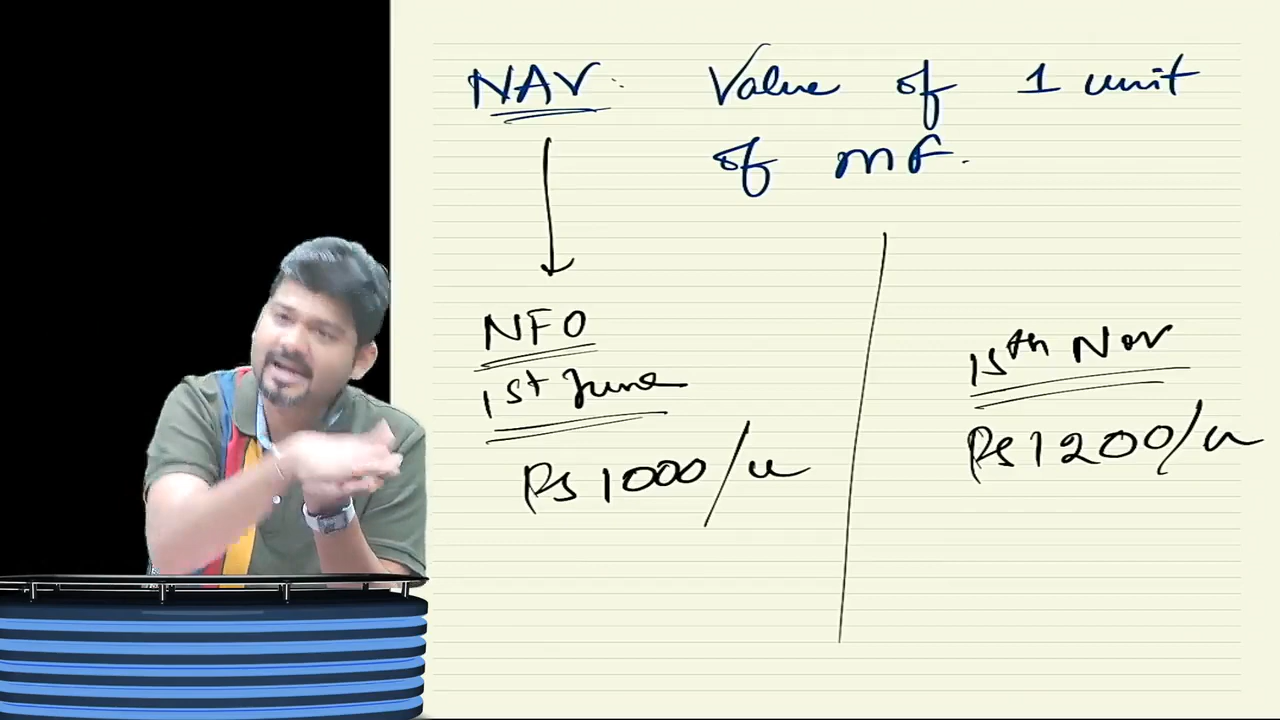 NAV: Value of 1 unit
of MF.
NFO
1st June
Rs 1000/u
15th Nov
Rs 1200/u